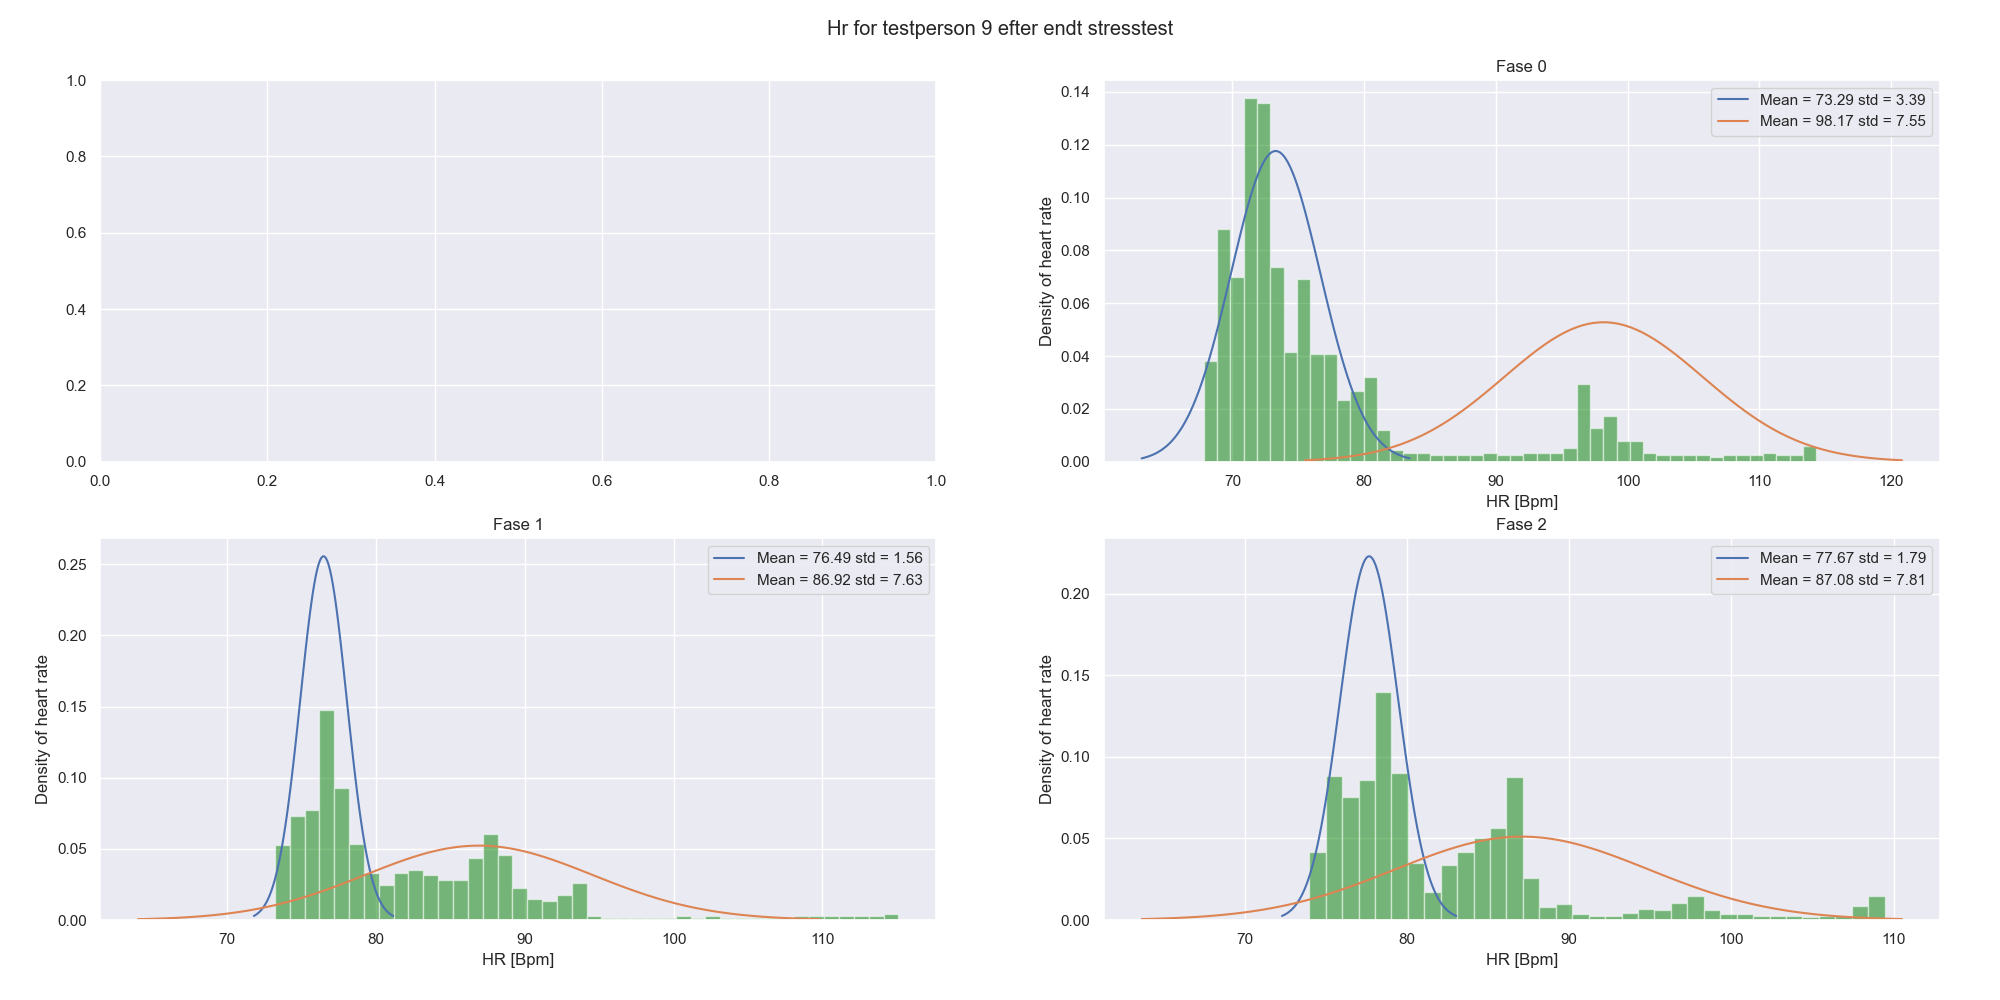 Hr for testperson 9 efter endt stresstest
1.0
0.8
0.6
0.4
0.2
0.0
0.0 0.2 0.4 0.6 0.8 1.0
Fase 0
Mean = 73.29 std = 3.39
Mean = 98.17 std = 7.55
Density of heart rate
0.14
0.12
0.10
0.08
0.06
0.04
0.02
0.00
70 80 90 100 110 120
HR [Bpm]
Fase 1
Mean = 76.49 std = 1.56
Mean = 86.92 std = 7.63
Density of heart rate
0.25
0.20
0.15
0.10
0.05
0.00
70 80 90 100 110
HR [Bpm]
Fase 2
Mean = 77.67 std = 1.79
Mean = 87.08 std = 7.81
Density of heart rate
0.20
0.15
0.10
0.05
0.00
70 80 90 100 110
HR [Bpm]